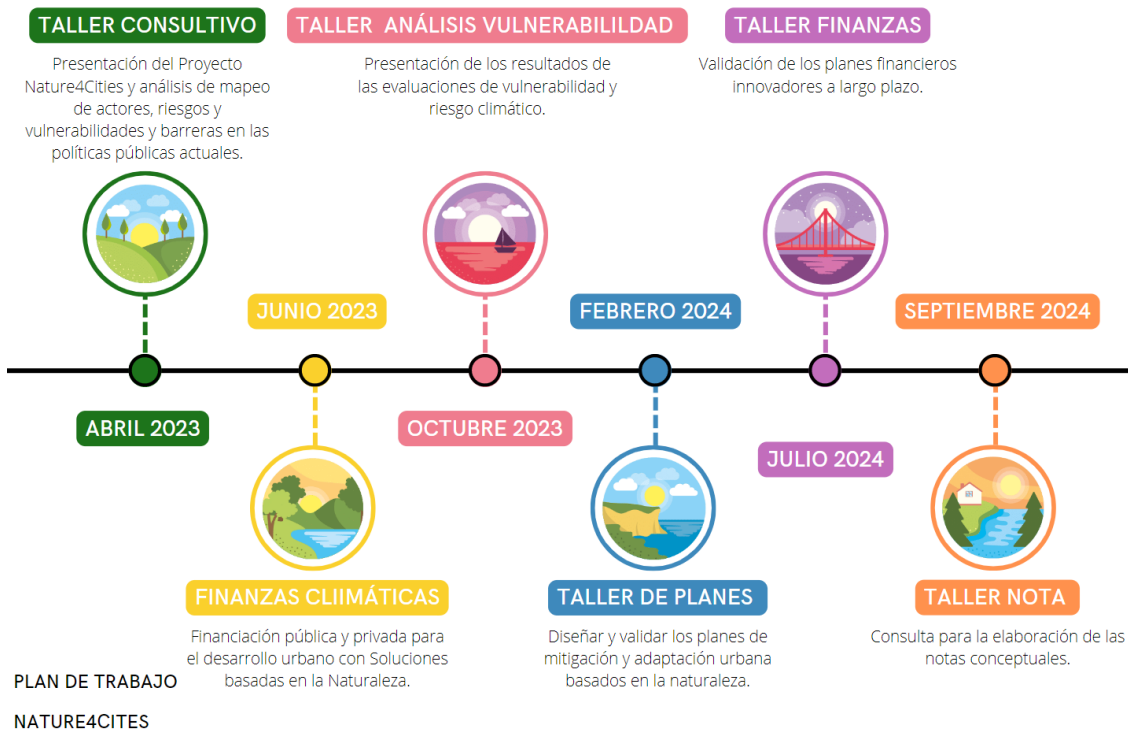 TALLER CONSULTIVO
Presentación del Proyecto
Nature4Cities y análisis de mapeo
de actores, riesgos y
vulnerabilidades y barreras en las
políticas públicas actuales.
TALLER ANÁLISIS VULNERABILILDAD
Presentación de los resultados de
las evaluaciones de vulnerabilidad y
riesgo climático.
TALLER FINANZAS
Validación de los planes financieros
innovadores a largo plazo.
JUNIO 2023
FEBRERO 2024
SEPTIEMBRE 2024
ABRIL 2023
OCTUBRE 2023
JULIO 2024
FINANZAS CLIIMÁTICAS
Financiación pública y privada para
el desarrollo urbano con Soluciones
basadas en la Naturaleza.
TALLER DE PLANES
Diseñar y validar los planes de
mitigación y adaptación urbana
basados en la naturaleza.
TALLER NOTA
Consulta para la elaboración de las
notas conceptuales.
PLAN DE TRABAJO
NATURE4CITES